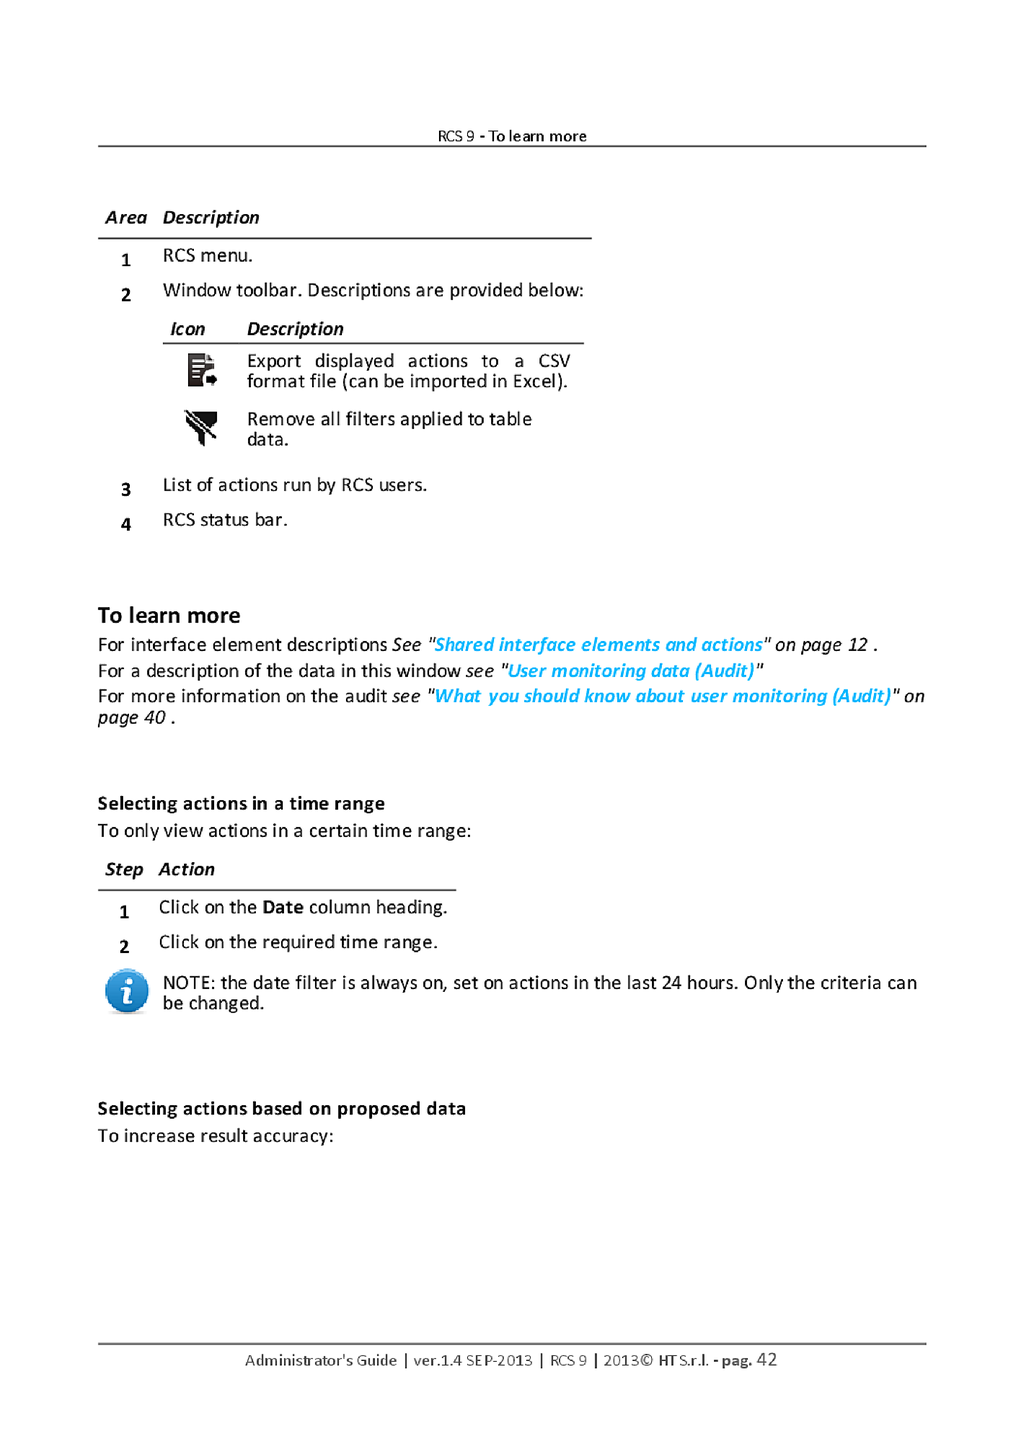 RCS 9 - To learn more
Area Description
1 RCS menu.
2 Window toolbar. Descriptions are provided below:
Icon Description
Export displayed actions to a CSV
format file (can be imported in Excel).
Remove all filters applied to table
data.
3 List of actions run by RCS users.
4 RCS status bar.
To learn more
For interface element descriptions See "Shared interface elements and actions" on page 12 .
For a description of the data in this window see "User monitoring data (Audit)"
For more information on the audit see "What you should know about user monitoring (Audit)" on
page 40 .
Selecting actions in a time range
To only view actions in a certain time range:
Step Action
1 Click on the Date column heading.
2 Click on the required time range.
NOTE: the date filter is always on, set on actions in the last 24 hours. Only the criteria can
be changed.
Selecting actions based on proposed data
To increase result accuracy:
Administrator's Guide | ver.1.4 SEP-2013 | RCS 9 | 2013© HT S.r.l. - pag. 42